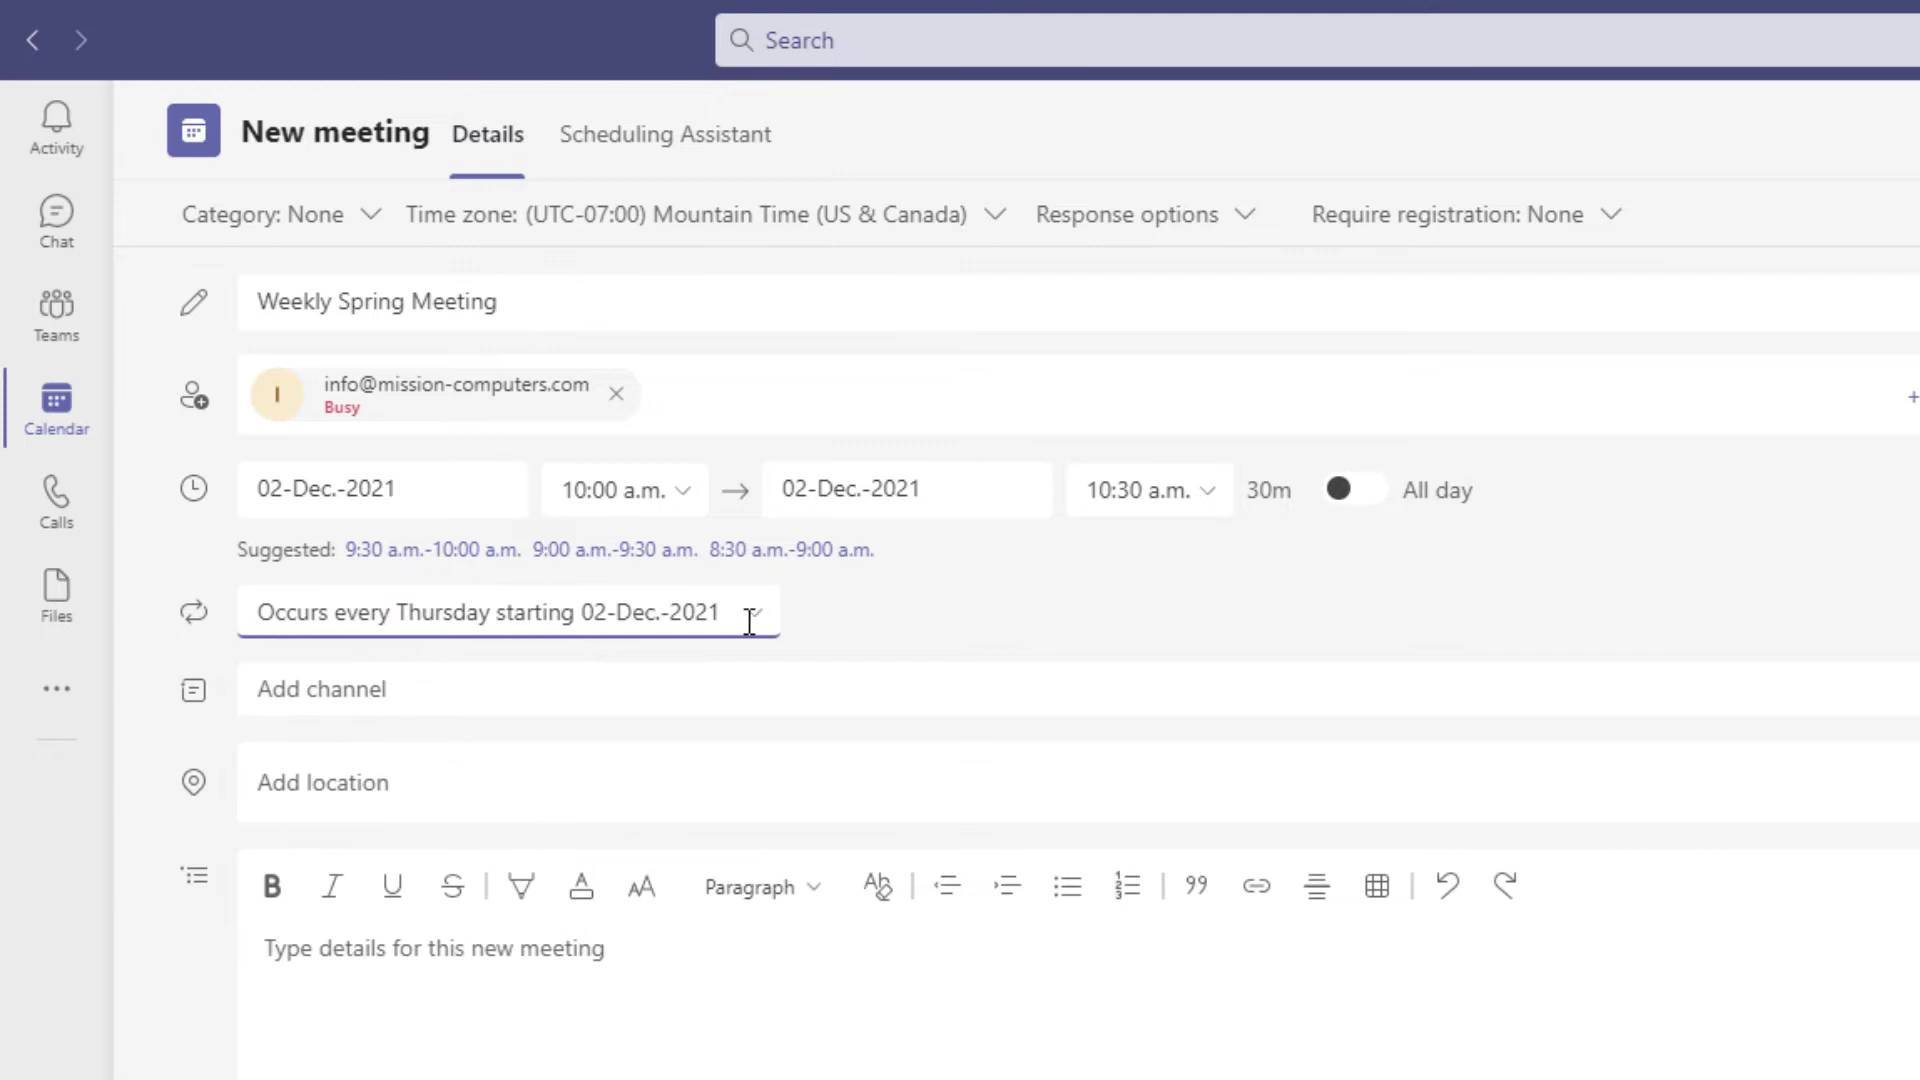 Search
Activity
Chat
Teams
Calendar
Calls
Files
New meeting Details Scheduling Assistant
Category: None Time zone: (UTC-07:00) Mountain Time (US & Canada) Response options Require registration: None
Weekly Spring Meeting
I
info@mission-computers.com
Busy
02-Dec.-2021 10:00 a.m. 02-Dec.-2021 10:30 a.m. 30m All day
Suggested: 9:30 a.m.-10:00 a.m. 9:00 a.m.-9:30 a.m. 8:30 a.m.-9:00 a.m.
Occurs every Thursday starting 02-Dec.-2021
Add channel
Add location
Paragraph
Type details for this new meeting